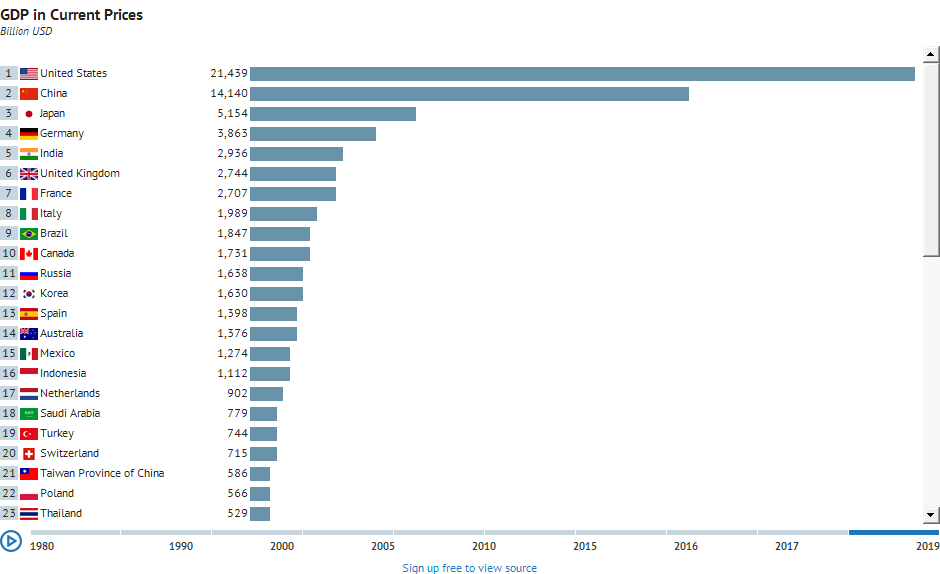 GDP in Current Prices
Billion USD
1 United States 21,439
2 China 14,140
3 Japan 5,154
4 Germany 3,863
5 India 2,936
6 United Kingdom 2,744
7 France 2,707
8 Italy 1,989
9 Brazil 1,847
10 Canada 1,731
11 Russia 1,638
12 Korea 1,630
13 Spain 1,398
14 Australia 1,376
15 Mexico 1,274
16 Indonesia 1,112
17 Netherlands 902
18 Saudi Arabia 779
19 Turkey 744
20 Switzerland 715
21 Taiwan Province of China 586
22 Poland 566
23 Thailand 529
1980 1990 2000 2005 2010 2015 2016 2017 2019
Sign up free to view source